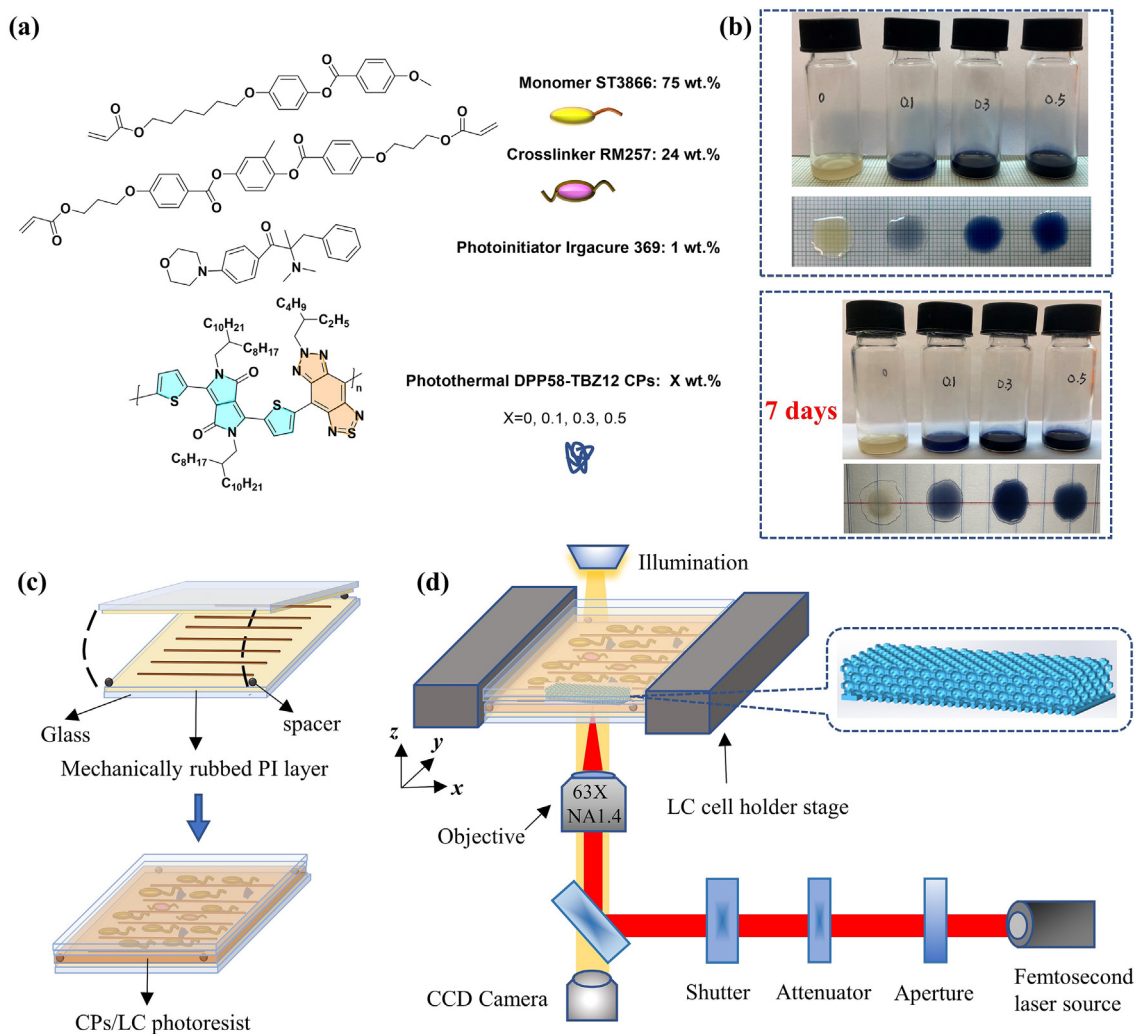 (a)
O
O
O
O
O
O
Monomer ST3866: 75 wt.%
O
O
O
O
O
O
O
O
O
O
Crosslinker RM257: 24 wt.%
O
N
O
N
Photoinitiator Irgacure 369: 1 wt.%
C4H9
C2H5
C10H21
C8H17
N
N
N
O
N
S
S
n
N
O
N
S
N
C8H17
C10H21
Photothermal DPP58-TBZ12 CPs: X wt.%
X=0, 0.1, 0.3, 0.5
(b)
0
0.1
0.3
0.5
7 days
0
0.1
0.3
0.5
(c)
Glass
spacer
Mechanically rubbed PI layer
CPs/LC photoresist
(d)
Illumination
z
y
x
63X
NA1.4
Objective
LC cell holder stage
CCD Camera
Shutter
Attenuator
Aperture
Femtosecond
laser source